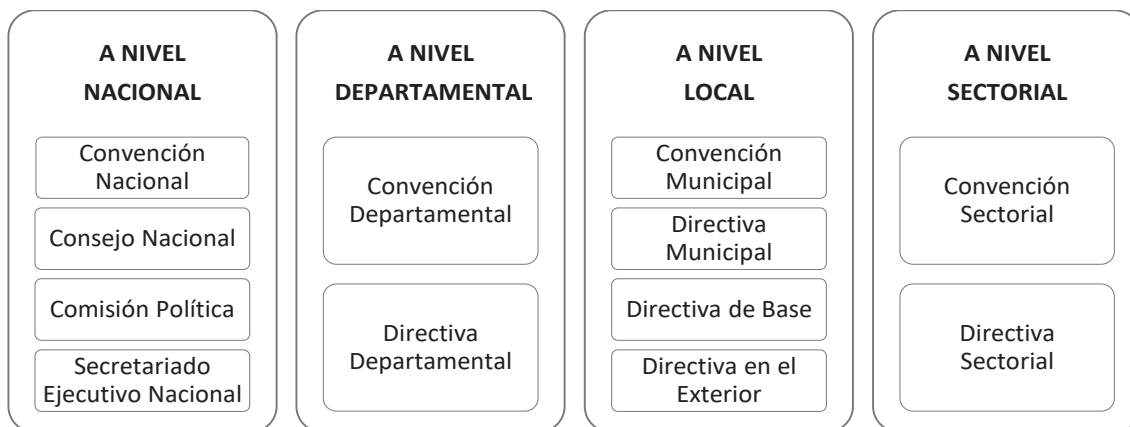 A NIVEL
NACIONAL
Convención
Nacional
Consejo Nacional
Comisión Política
Secretariado
Ejecutivo Nacional
A NIVEL
DEPARTAMENTAL
Convención
Departamental
Directiva
Departamental
A NIVEL
LOCAL
Convención
Municipal
Directiva
Municipal
Directiva de Base
Directiva en el
Exterior
A NIVEL
SECTORIAL
Convención
Sectorial
Directiva
Sectorial